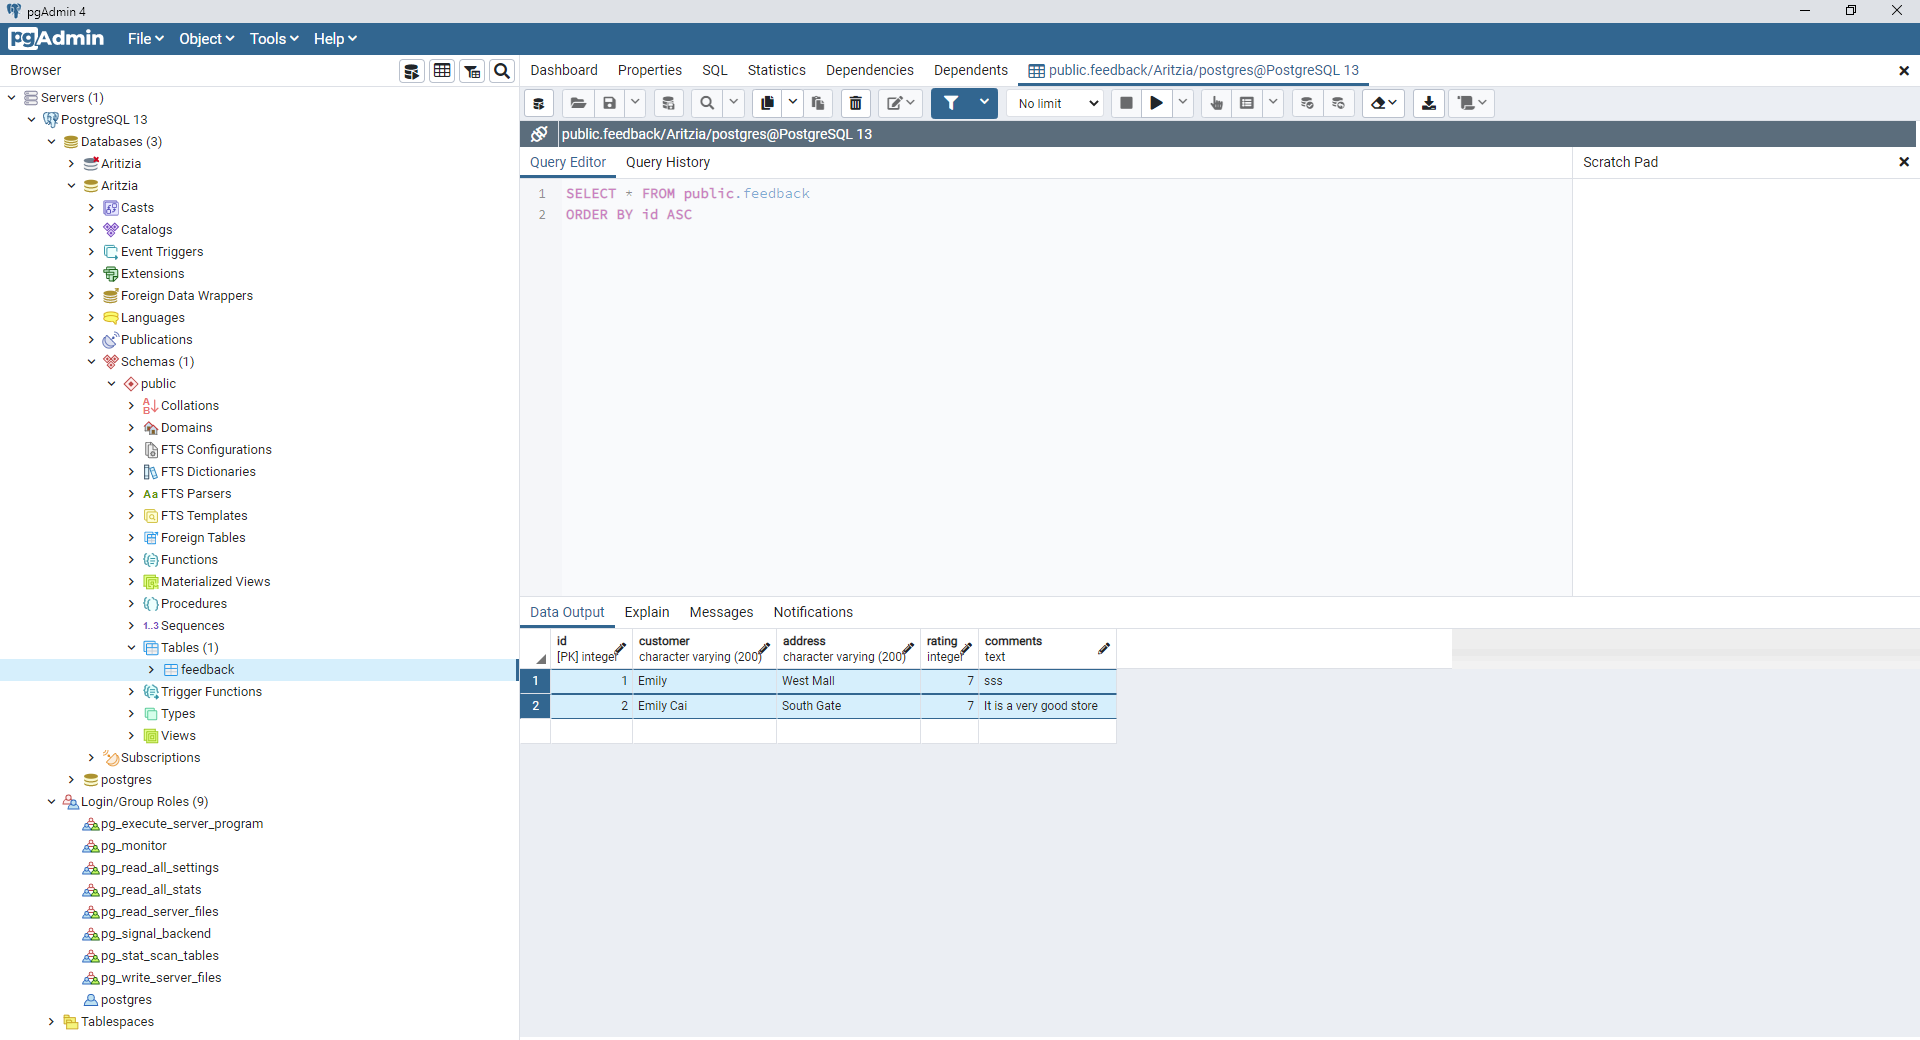 pgAdmin 4
pgAdmin File Object Tools Help
Browser
Servers (1)
PostgreSQL 13
Databases (3)
Aritizia
Aritzia
Casts
Catalogs
Event Triggers
Extensions
Foreign Data Wrappers
Languages
Publications
Schemas (1)
public
Collations
Domains
FTS Configurations
FTS Dictionaries
Aa FTS Parsers
FTS Templates
Foreign Tables
Functions
Materialized Views
Procedures
1..3 Sequences
Tables (1)
feedback
Trigger Functions
Types
Views
Subscriptions
postgres
Login/Group Roles (9)
pg_execute_server_program
pg_monitor
pg_read_all_settings
pg_read_all_stats
pg_read_server_files
pg_signal_backend
pg_stat_scan_tables
pg_write_server_files
postgres
Tablespaces
Dashboard Properties SQL Statistics Dependencies Dependents public.feedback/Aritzia/postgres@PostgreSQL 13
No limit
public.feedback/Aritzia/postgres@PostgreSQL 13
Query Editor Query History
Scratch Pad
1 SELECT * FROM public.feedback
2 ORDER BY id ASC
Data Output Explain Messages Notifications
id customer address rating comments
[PK] integer character varying (200) character varying (200) integer text
1 1 Emily West Mall 7 sss
2 2 Emily Cai South Gate 7 It is a very good store